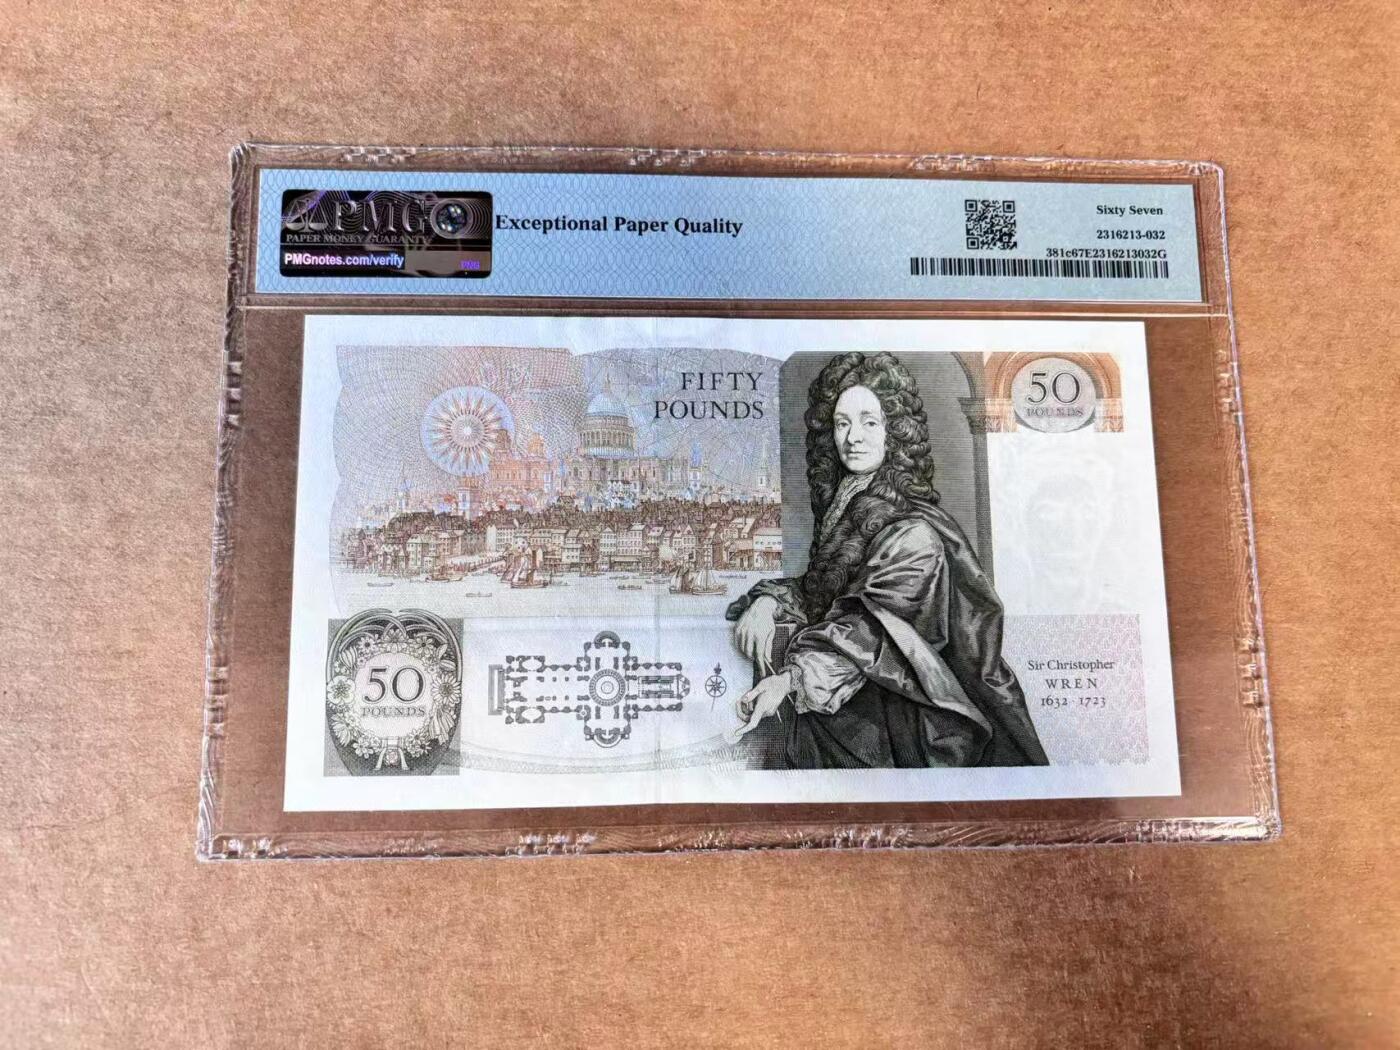 PMG
PAPER MONEY GUARANTY
PMGnotes.com/verify
PMG
Exceptional Paper Quality
Sixty Seven
2316213-032
381c67E2316213032G
FIFTY
POUNDS
50
POUNDS
50
POUNDS
Sir Christopher
WREN
1632 1723